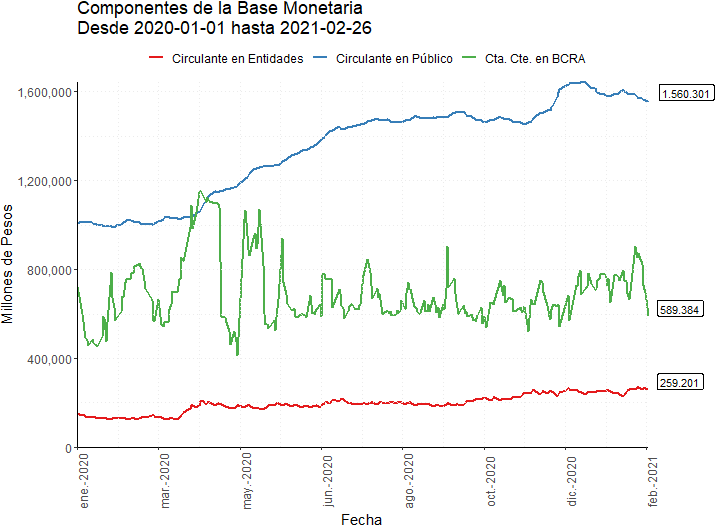 Componentes de la Base Monetaria
Desde 2020-01-01 hasta 2021-02-26
Circulante en Entidades Circulante en Público Cta. Cte. en BCRA
Millones de Pesos
1,600,000
1,200,000
800,000
400,000
0
1.560.301
589.384
259.201
ene.-2020
mar.-2020
may.-2020
jun.-2020
ago.-2020
oct.-2020
dic.-2020
feb.-2021
Fecha